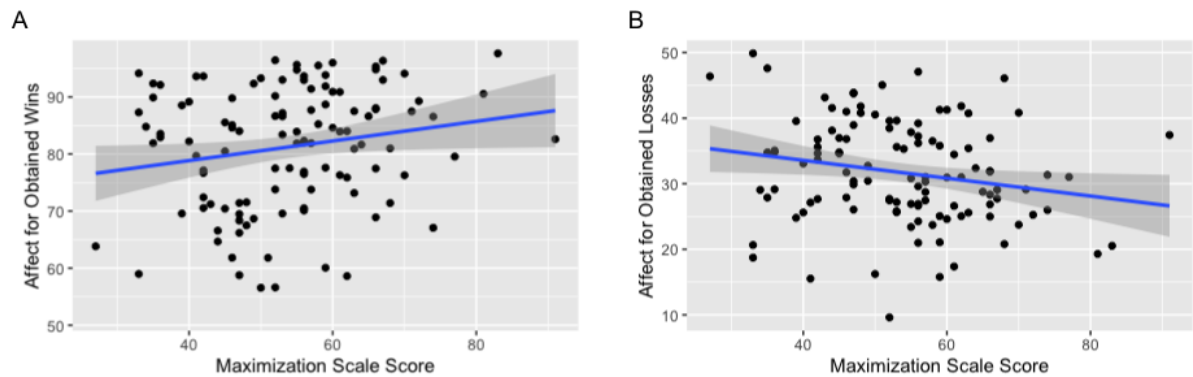 A
Affect for Obtained Wins
90
80
70
60
50
40
60
80
Maximization Scale Score
B
Affect for Obtained Losses
50
40
30
20
10
40
60
80
Maximization Scale Score